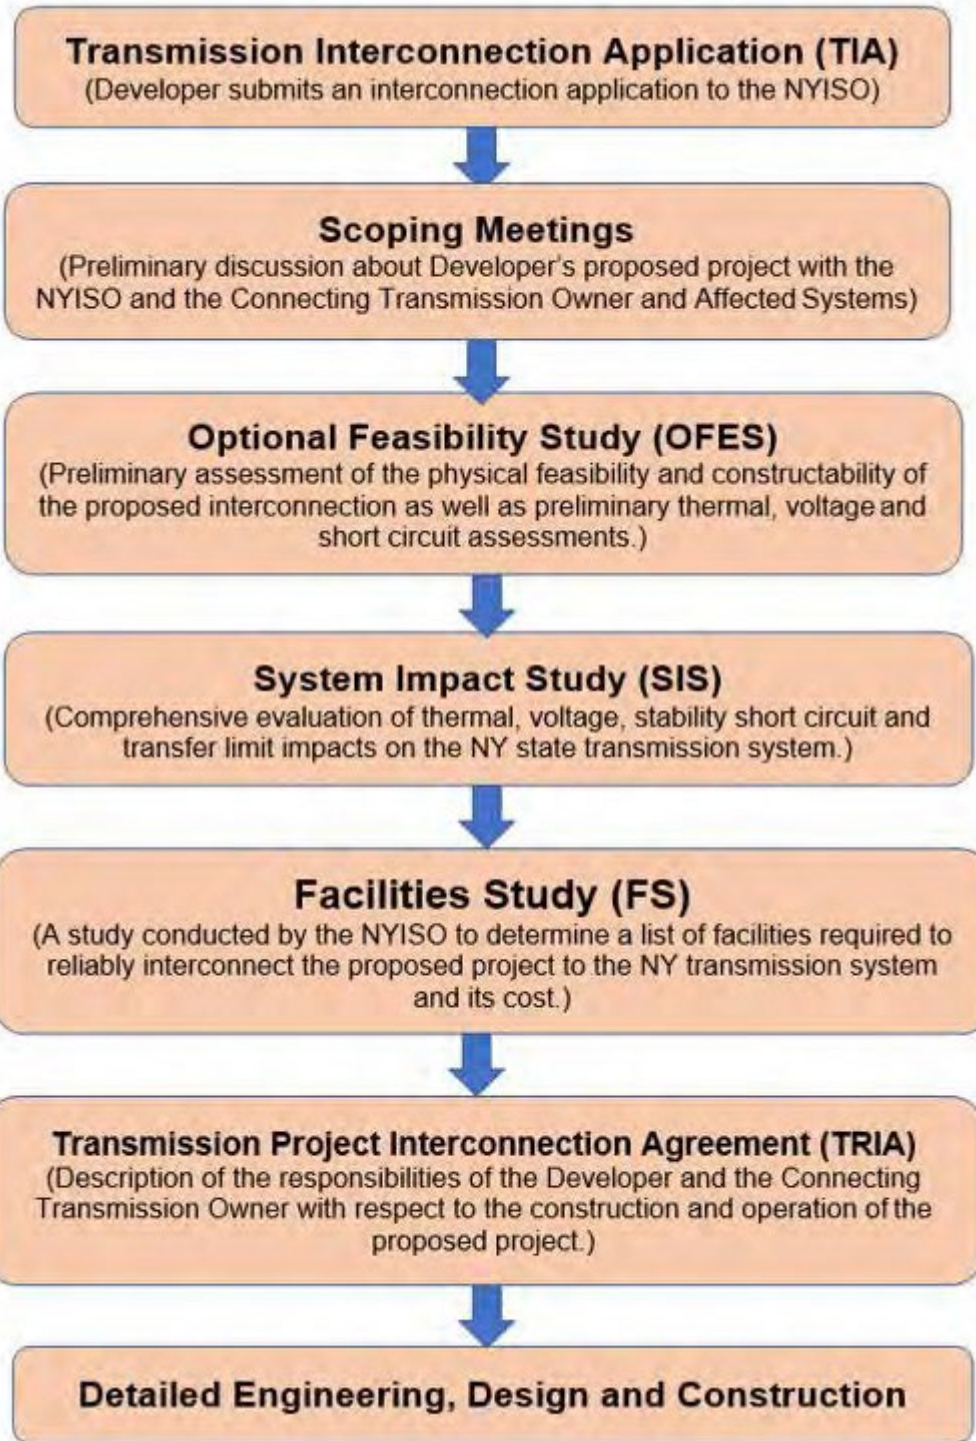 Transmission Interconnection Application (TIA)
(Developer submits an interconnection application to the NYISO)
Scoping Meetings
(Preliminary discussion about Developer's proposed project with the
NYISO and the Connecting Transmission Owner and Affected Systems)
Optional Feasibility Study (OFES)
(Preliminary assessment of the physical feasibility and constructability of
the proposed interconnection as well as preliminary thermal, voltage and
short circuit assessments.)
System Impact Study (SIS)
(Comprehensive evaluation of thermal, voltage, stability short circuit and
transfer limit impacts on the NY state transmission system.)
Facilities Study (FS)
(A study conducted by the NYISO to determine a list of facilities required to
reliably interconnect the proposed project to the NY transmission system
and its cost.)
Transmission Project Interconnection Agreement (TRIA)
(Description of the responsibilities of the Developer and the Connecting
Transmission Owner with respect to the construction and operation of the
proposed project.)
Detailed Engineering, Design and Construction